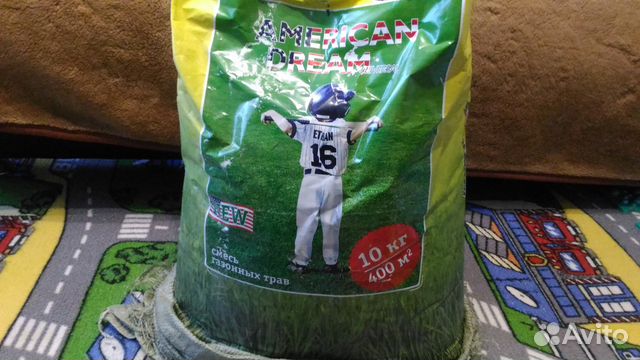 AMERICAN
DREAM
ETHAN
16
NEW
смесь
газонных трав
10 кг
400 м²
Avito